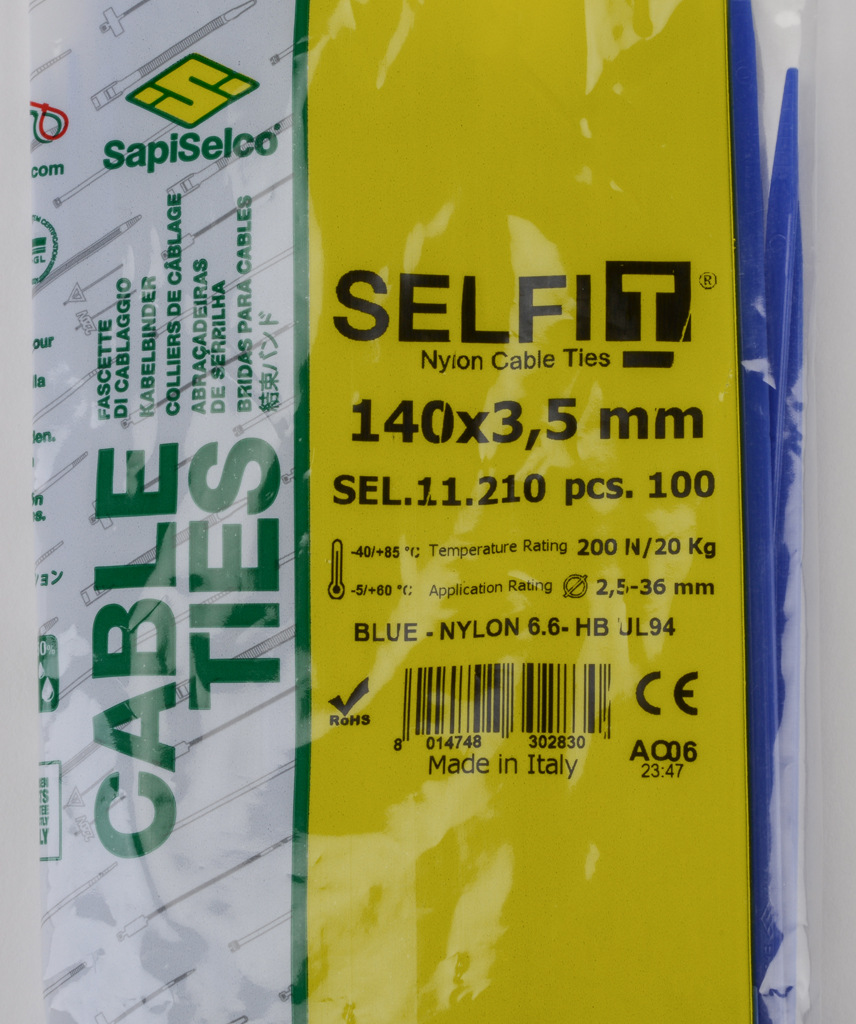 SapiSelco
.com
FASCETTE
DI CABLAGGIO
KABELBINDER
COLLIERS DE CÂBLAGE
ABRAÇADEIRAS
DE SERRILHA
BRIDAS PARA CABLES
結束バンド
CABLE
TIES
SELFIT®
Nylon Cable Ties
140x3,5 mm
SEL.11.210 pcs. 100
-40/+85 °C Temperature Rating 200 N/20 Kg
-5/+60 °C Application Rating Ø 2,5-36 mm
BLUE - NYLON 6.6- HB UL94
RoHS
CE
8 014748 302830
Made in Italy
AC06
23:47